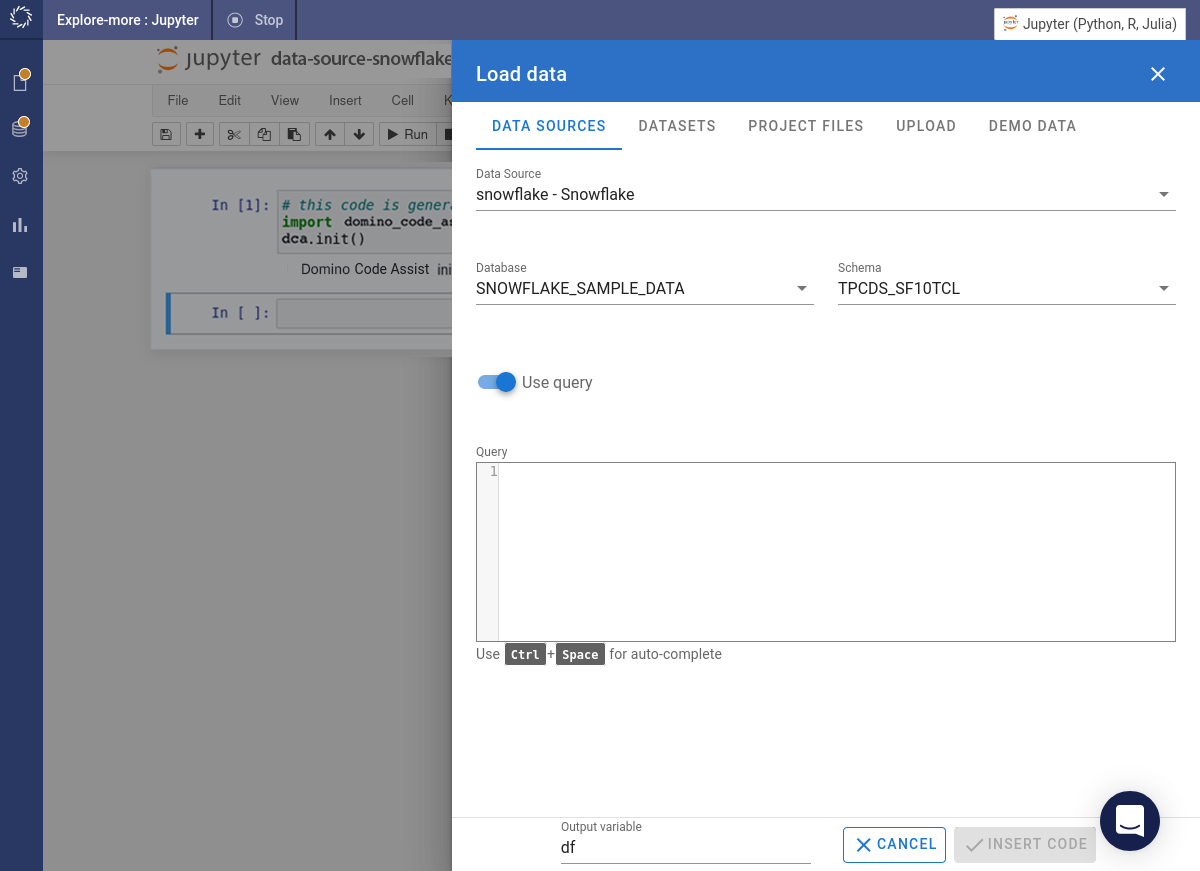 Explore-more : Jupyter
Stop
Jupyter (Python, R, Julia)
jupyter data-source-snowflake
File Edit View Insert Cell K
Run
In [1]: # this code is genera
import domino_code_as
dca.init()
Domino Code Assist ini
In [ ]:
Load data
DATA SOURCES DATASETS PROJECT FILES UPLOAD DEMO DATA
Data Source
snowflake - Snowflake
Database Schema
SNOWFLAKE_SAMPLE_DATA TPCDS_SF10TCL
Use query
Query
1
Use Ctrl+Space for auto-complete
Output variable
df
CANCEL INSERT CODE